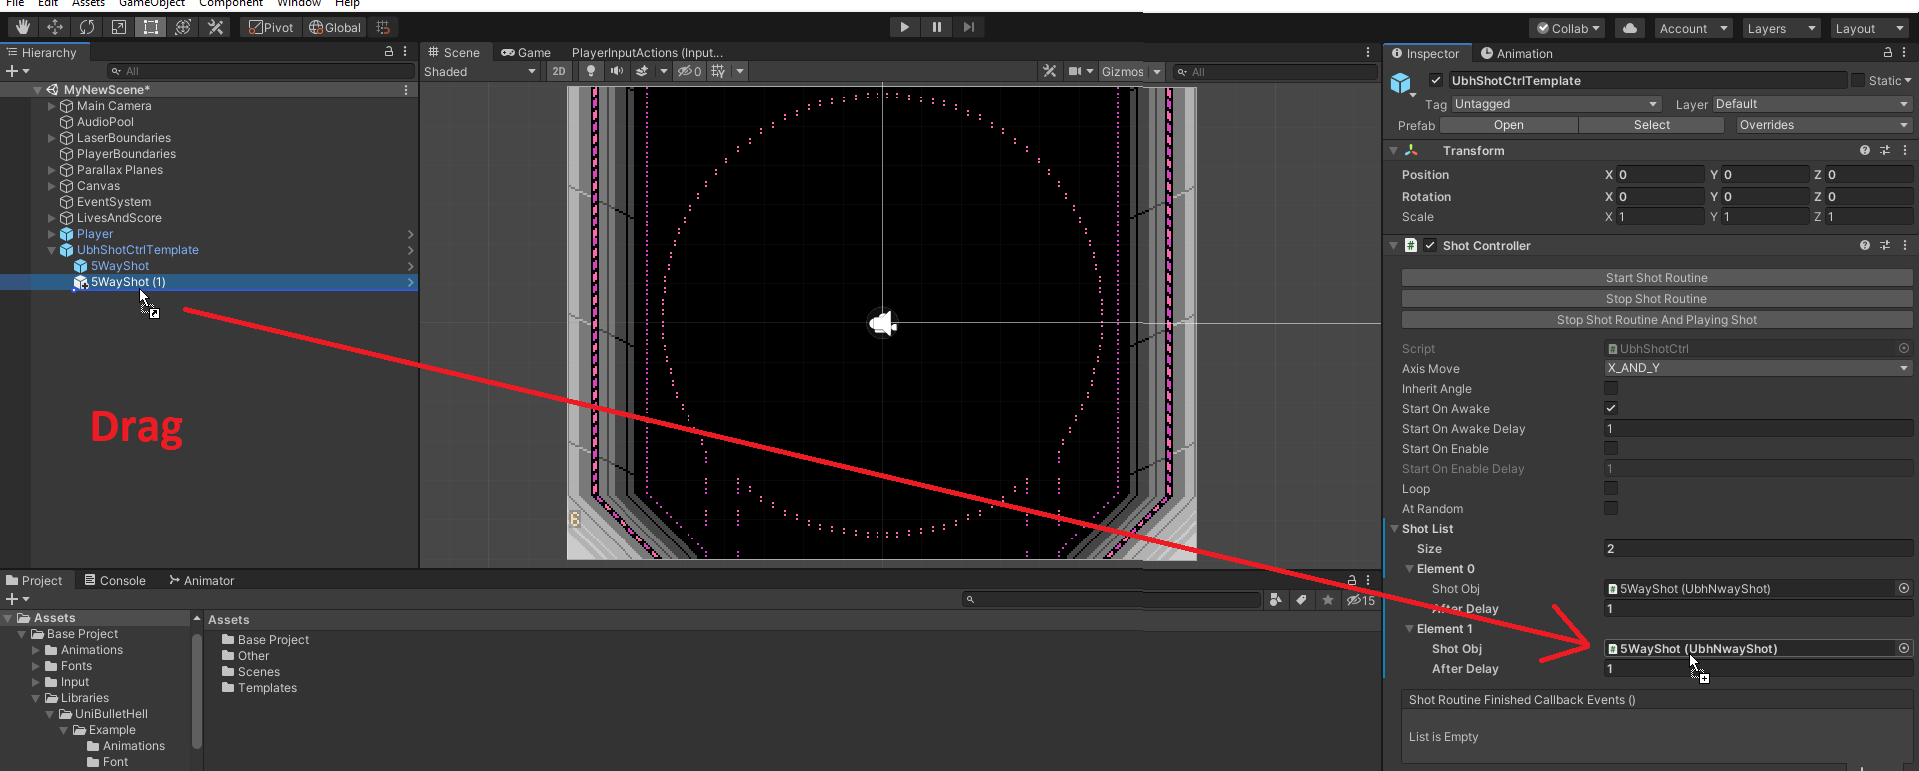 File Edit Assets GameObject Component Window Help
Pivot Global Collab Account Layers Layout
Hierarchy
All
MyNewScene*
Main Camera
AudioPool
LaserBoundaries
PlayerBoundaries
Parallax Planes
Canvas
EventSystem
LivesAndScore
Player
UbhShotCtrlTemplate
5WayShot
5WayShot (1)
Drag
Scene Game PlayerInputActions (Input...
Shaded 2D 0 Gizmos All
6
Inspector Animation
UbhShotCtrlTemplate Static
Tag Untagged Layer Default
Prefab Open Select Overrides
Transform
Position X 0 Y 0 Z 0
Rotation X 0 Y 0 Z 0
Scale X 1 Y 1 Z 1
# Shot Controller
Start Shot Routine
Stop Shot Routine
Stop Shot Routine And Playing Shot
Script UbhShotCtrl
Axis Move X_AND_Y
Inherit Angle
Start On Awake
Start On Awake Delay 1
Start On Enable
Start On Enable Delay 1
Loop
At Random
Shot List
Size 2
Element 0
Shot Obj 5WayShot (UbhNwayShot)
After Delay 1
Element 1
Shot Obj 5WayShot (UbhNwayShot)
After Delay 1
Shot Routine Finished Callback Events ()
List is Empty
Project Console Animator
15
Assets
Base Project
Animations
Fonts
Input
Libraries
UniBulletHell
Example
Animations
Font
Assets
Base Project
Other
Scenes
Templates